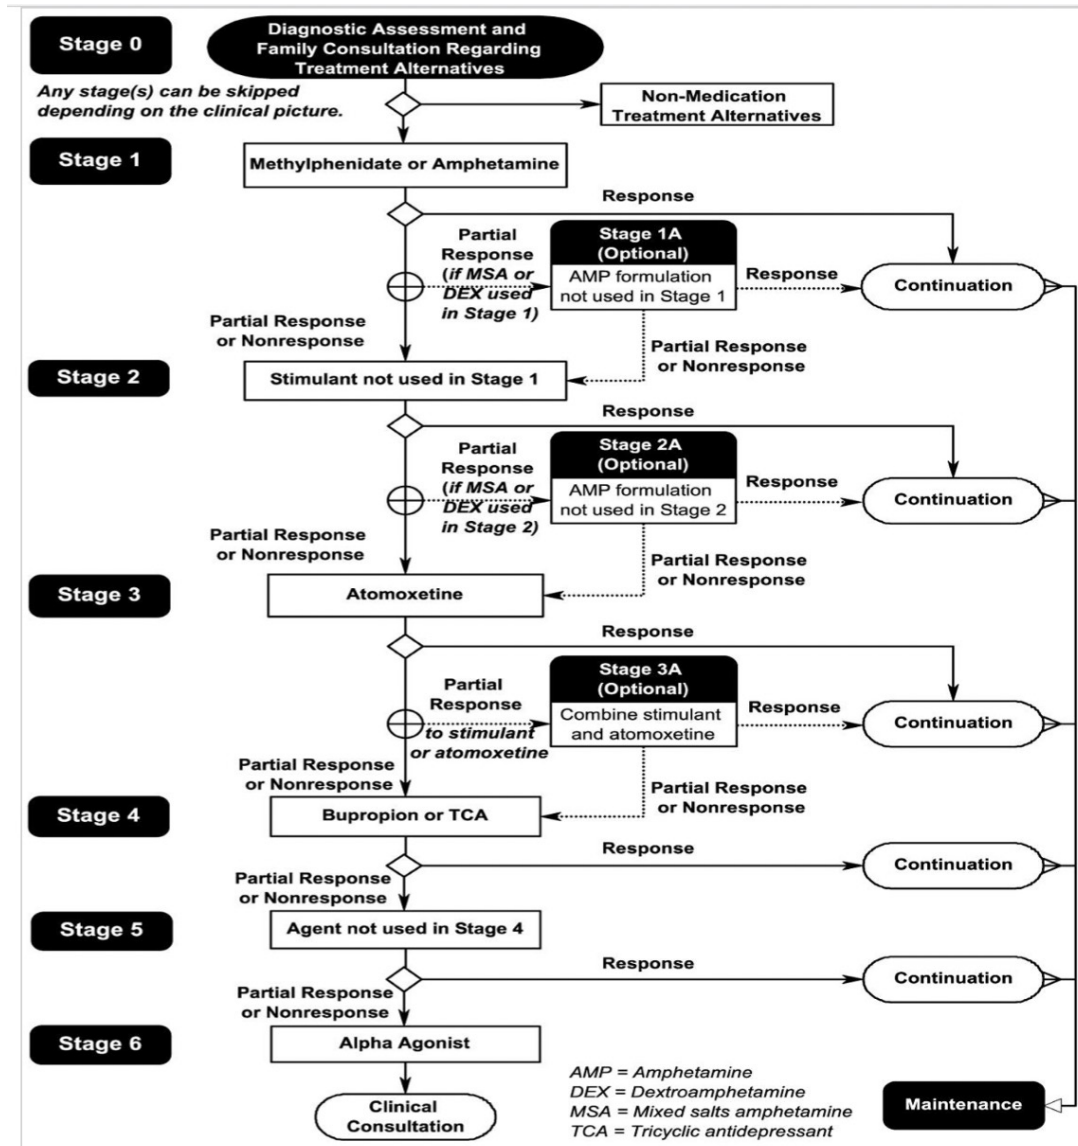 Stage 0
Diagnostic Assessment and
Family Consultation Regarding
Treatment Alternatives
Any stage(s) can be skipped
depending on the clinical picture.
Non-Medication
Treatment Alternatives
Stage 1
Methylphenidate or Amphetamine
Response
Partial
Response
(if MSA or
DEX used
in Stage 1)
Stage 1A
(Optional)
AMP formulation
not used in Stage 1
Response
Continuation
Partial Response
or Nonresponse
Partial Response
or Nonresponse
Stage 2
Stimulant not used in Stage 1
Response
Partial
Response
(if MSA or
DEX used
in Stage 2)
Stage 2A
(Optional)
AMP formulation
not used in Stage 2
Response
Continuation
Partial Response
or Nonresponse
Partial Response
or Nonresponse
Stage 3
Atomoxetine
Response
Partial
Response
to stimulant
or atomoxetine
Stage 3A
(Optional)
Combine stimulant
and atomoxetine
Response
Continuation
Partial Response
or Nonresponse
Partial Response
or Nonresponse
Stage 4
Bupropion or TCA
Response
Continuation
Partial Response
or Nonresponse
Stage 5
Agent not used in Stage 4
Response
Continuation
Partial Response
or Nonresponse
Stage 6
Alpha Agonist
Clinical
Consultation
AMP = Amphetamine
DEX = Dextroamphetamine
MSA = Mixed salts amphetamine
TCA = Tricyclic antidepressant
Maintenance